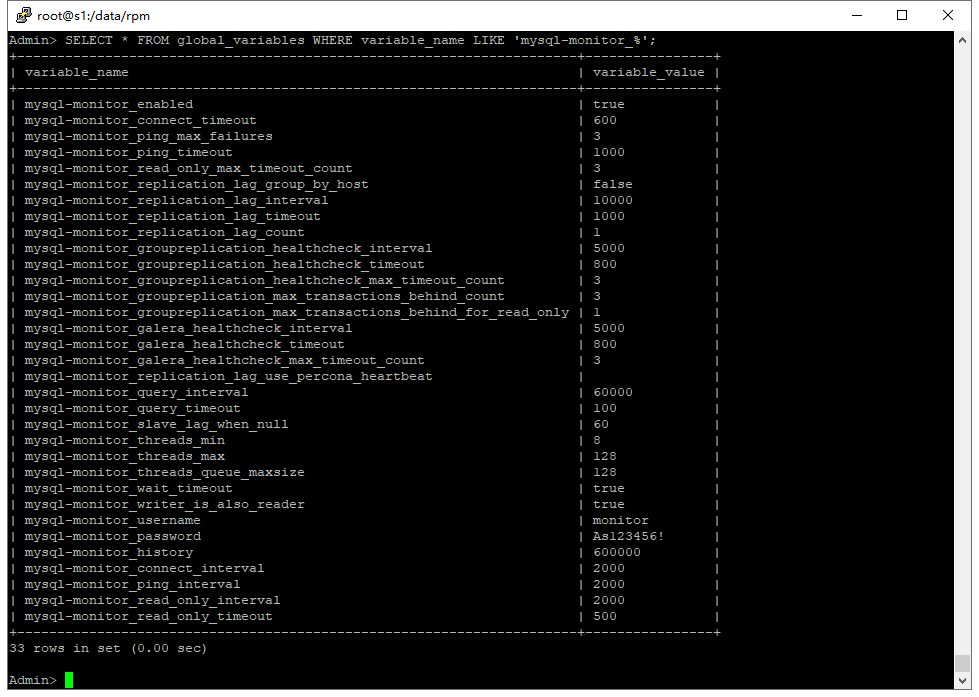 root@s1:/data/rpm
Admin> SELECT * FROM global_variables WHERE variable_name LIKE 'mysql-monitor_%';
+----------------------------------------------------------------------+----------------+
| variable_name                                                        | variable_value |
+----------------------------------------------------------------------+----------------+
| mysql-monitor_enabled                                                | true           |
| mysql-monitor_connect_timeout                                        | 600            |
| mysql-monitor_ping_max_failures                                      | 3              |
| mysql-monitor_ping_timeout                                           | 1000           |
| mysql-monitor_read_only_max_timeout_count                            | 3              |
| mysql-monitor_replication_lag_group_by_host                          | false          |
| mysql-monitor_replication_lag_interval                               | 10000          |
| mysql-monitor_replication_lag_timeout                                | 1000           |
| mysql-monitor_replication_lag_count                                  | 1              |
| mysql-monitor_groupreplication_healthcheck_interval                  | 5000           |
| mysql-monitor_groupreplication_healthcheck_timeout                   | 800            |
| mysql-monitor_groupreplication_healthcheck_max_timeout_count         | 3              |
| mysql-monitor_groupreplication_max_transactions_behind_count         | 3              |
| mysql-monitor_groupreplication_max_transactions_behind_for_read_only | 1              |
| mysql-monitor_galera_healthcheck_interval                            | 5000           |
| mysql-monitor_galera_healthcheck_timeout                             | 800            |
| mysql-monitor_galera_healthcheck_max_timeout_count                   | 3              |
| mysql-monitor_replication_lag_use_percona_heartbeat                  |                |
| mysql-monitor_query_interval                                         | 60000          |
| mysql-monitor_query_timeout                                          | 100            |
| mysql-monitor_slave_lag_when_null                                    | 60             |
| mysql-monitor_threads_min                                            | 8              |
| mysql-monitor_threads_max                                            | 128            |
| mysql-monitor_threads_queue_maxsize                                  | 128            |
| mysql-monitor_wait_timeout                                           | true           |
| mysql-monitor_writer_is_also_reader                                  | true           |
| mysql-monitor_username                                               | monitor        |
| mysql-monitor_password                                               | As123456!      |
| mysql-monitor_history                                                | 600000         |
| mysql-monitor_connect_interval                                       | 2000           |
| mysql-monitor_ping_interval                                          | 2000           |
| mysql-monitor_read_only_interval                                     | 2000           |
| mysql-monitor_read_only_timeout                                      | 500            |
+----------------------------------------------------------------------+----------------+
33 rows in set (0.00 sec)
Admin>